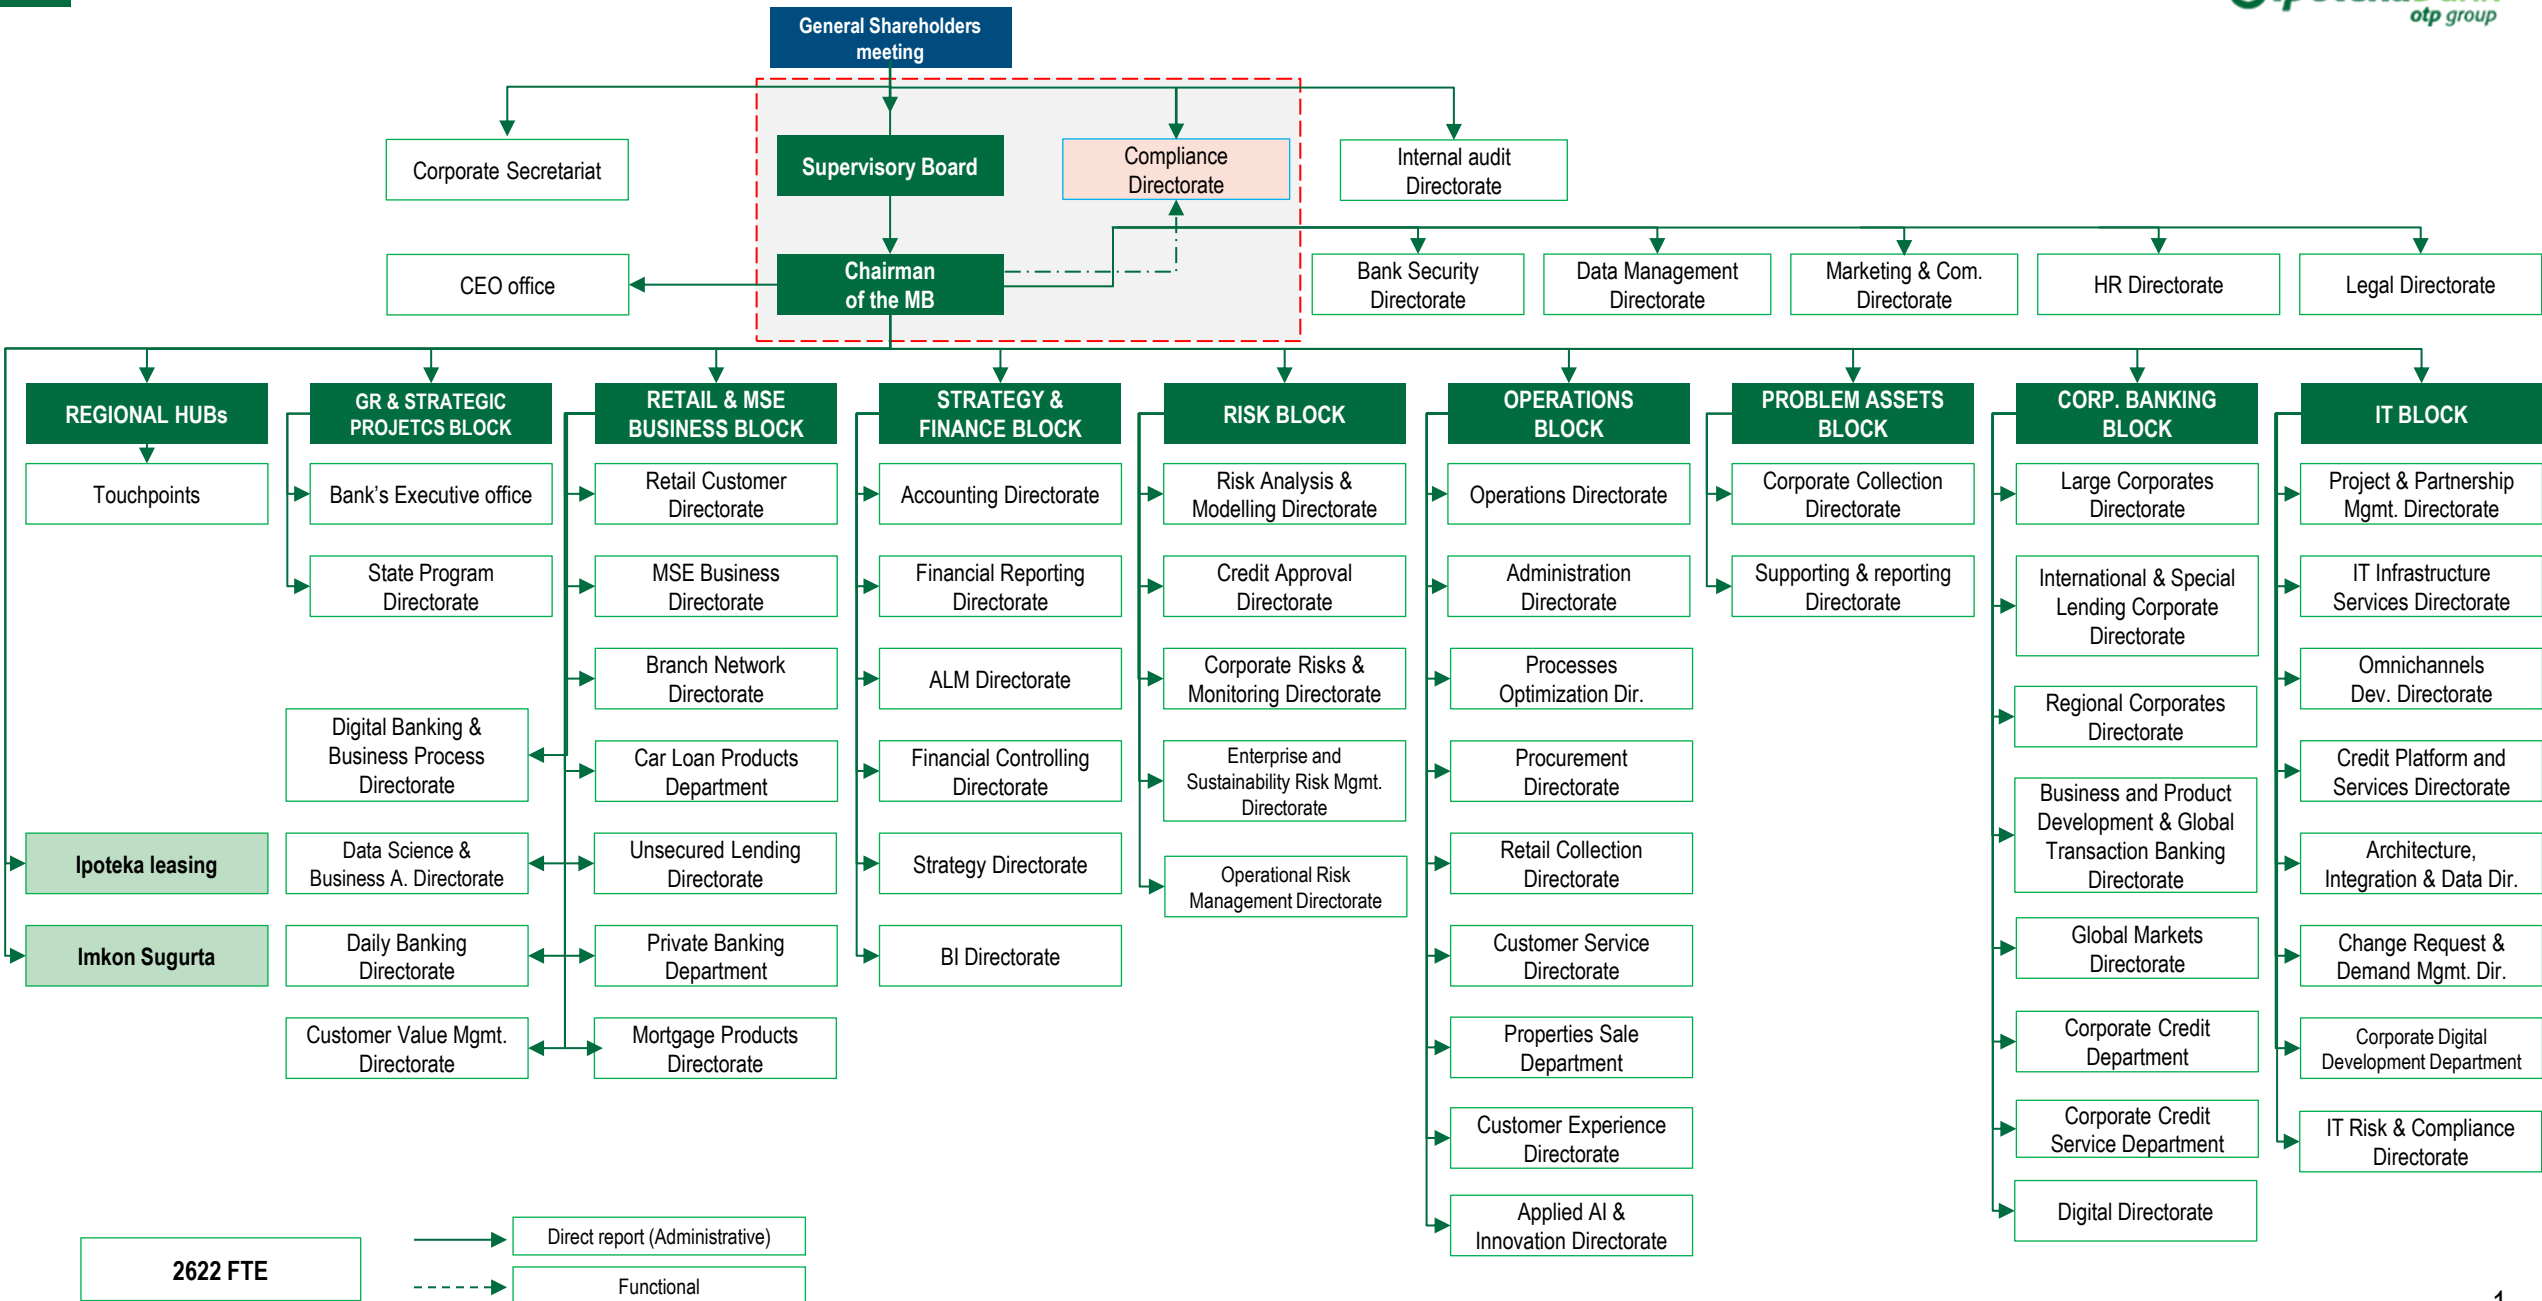 otp group
General Shareholders
meeting
Corporate Secretariat
Supervisory Board
Compliance
Directorate
Internal audit
Directorate
CEO office
Chairman
of the MB
Bank Security
Directorate
Data Management
Directorate
Marketing & Com.
Directorate
HR Directorate
Legal Directorate
REGIONAL HUBs
Touchpoints
Ipoteka leasing
Imkon Sugurta
GR & STRATEGIC
PROJETCS BLOCK
Bank’s Executive office
State Program
Directorate
Digital Banking &
Business Process
Directorate
Data Science &
Business A. Directorate
Daily Banking
Directorate
Customer Value Mgmt.
Directorate
RETAIL & MSE
BUSINESS BLOCK
Retail Customer
Directorate
MSE Business
Directorate
Branch Network
Directorate
Car Loan Products
Department
Unsecured Lending
Directorate
Private Banking
Department
Mortgage Products
Directorate
STRATEGY &
FINANCE BLOCK
Accounting Directorate
Financial Reporting
Directorate
ALM Directorate
Financial Controlling
Directorate
Strategy Directorate
BI Directorate
RISK BLOCK
Risk Analysis &
Modelling Directorate
Credit Approval
Directorate
Corporate Risks &
Monitoring Directorate
Enterprise and
Sustainability Risk Mgmt.
Directorate
Operational Risk
Management Directorate
OPERATIONS
BLOCK
Operations Directorate
Administration
Directorate
Processes
Optimization Dir.
Procurement
Directorate
Retail Collection
Directorate
Customer Service
Directorate
Properties Sale
Department
Customer Experience
Directorate
Applied AI &
Innovation Directorate
PROBLEM ASSETS
BLOCK
Corporate Collection
Directorate
Supporting & reporting
Directorate
CORP. BANKING
BLOCK
Large Corporates
Directorate
International & Special
Lending Corporate
Directorate
Regional Corporates
Directorate
Business and Product
Development & Global
Transaction Banking
Directorate
Global Markets
Directorate
Corporate Credit
Department
Corporate Credit
Service Department
Digital Directorate
IT BLOCK
Project & Partnership
Mgmt. Directorate
IT Infrastructure
Services Directorate
Omnichannels
Dev. Directorate
Credit Platform and
Services Directorate
Architecture,
Integration & Data Dir.
Change Request &
Demand Mgmt. Dir.
Corporate Digital
Development Department
IT Risk & Compliance
Directorate
2622 FTE
Direct report (Administrative)
Functional
1